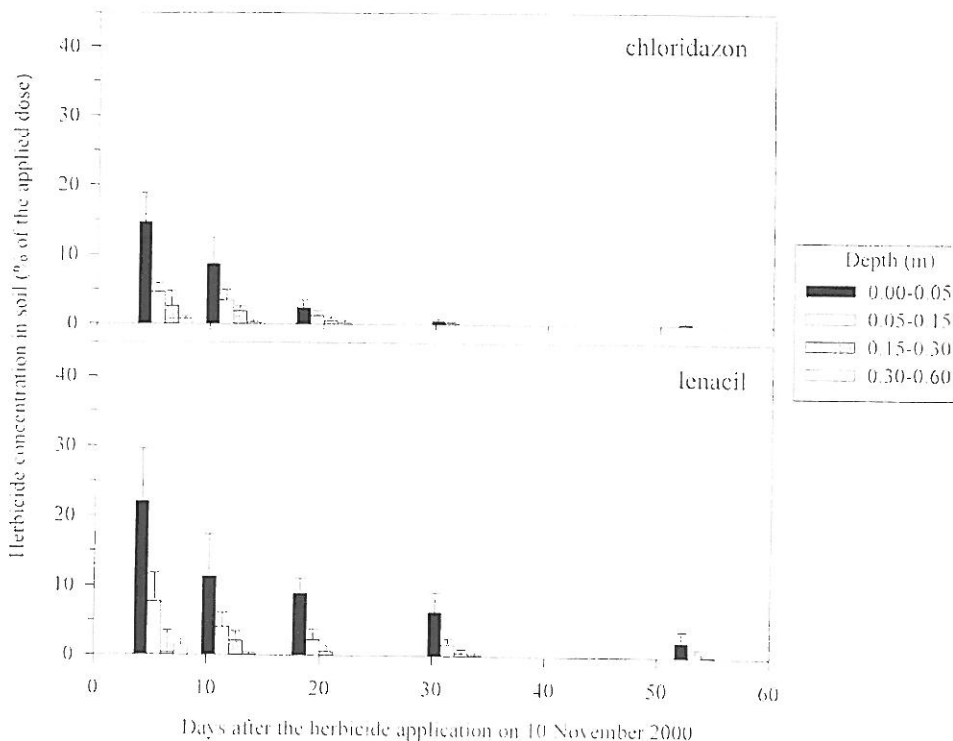 chloridazon
40
30
20
10
0
lenacil
40
30
20
10
0
0 10 20 30 40 50 60
Herbicide concentration in soil (% of the applied dose)
Days after the herbicide application on 10 November 2000
Depth (m)
0.00-0.05
0.05-0.15
0.15-0.30
0.30-0.60